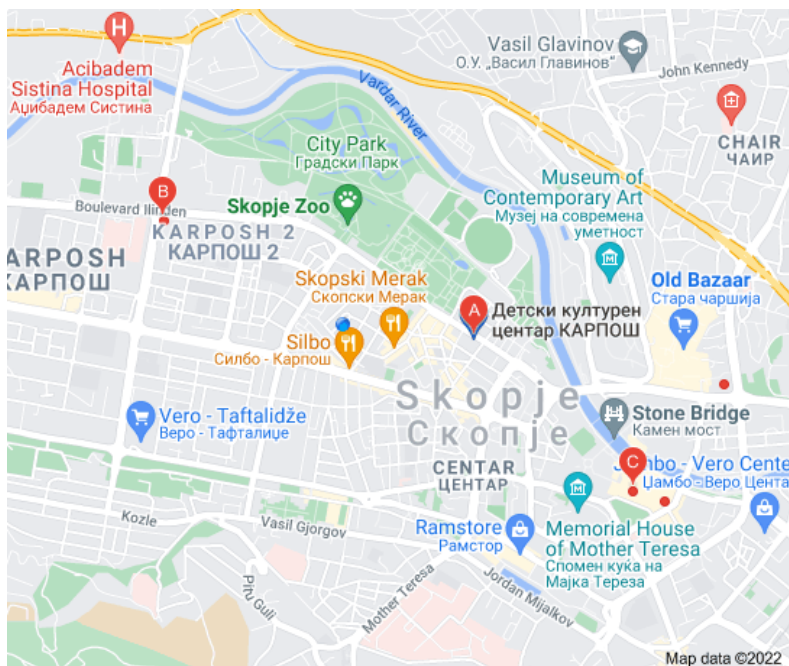 H
Acibadem
Sistina Hospital
Аџибадем Систина
Vasil Glavinov
О.У. „Васил Главинов“
John Kennedy
Vardar River
CHAIR
ЧАИР
City Park
Градски Парк
Museum of
Contemporary Art
Музеј на современа
уметност
B
Boulevard Ilinden
Skopje Zoo
KARPOSH 2
КАРПОШ 2
KARPOSH
КАРПОШ
Skopski Merak
Скопски Мерак
Old Bazaar
Стара чаршија
A
Детски културен
центар КАРПОШ
Silbo
Силбо - Карпош
Skopje
Скопје
Vero - Taftalidže
Веро - Тафталиџе
Stone Bridge
Камен мост
CENTAR
ЦЕНТАР
C
Jumbo - Vero Cente
Џамбо - Веро Цента
Kozle
Vasil Gjorgov
Ramstore
Рамстор
Memorial House
of Mother Teresa
Спомен куќа на
Мајка Тереза
Pitu Guli
Mother Teresa
Jordan Mijalkov
Map data ©2022